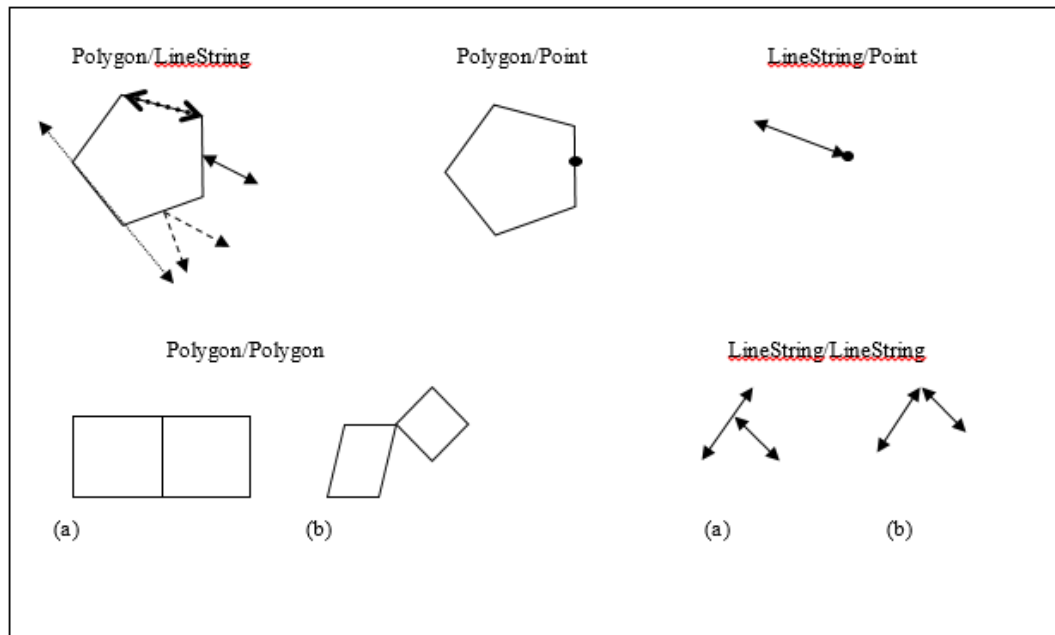 Polygon/LineString
Polygon/Point
LineString/Point
Polygon/Polygon
LineString/LineString
(a)
(b)
(a)
(b)